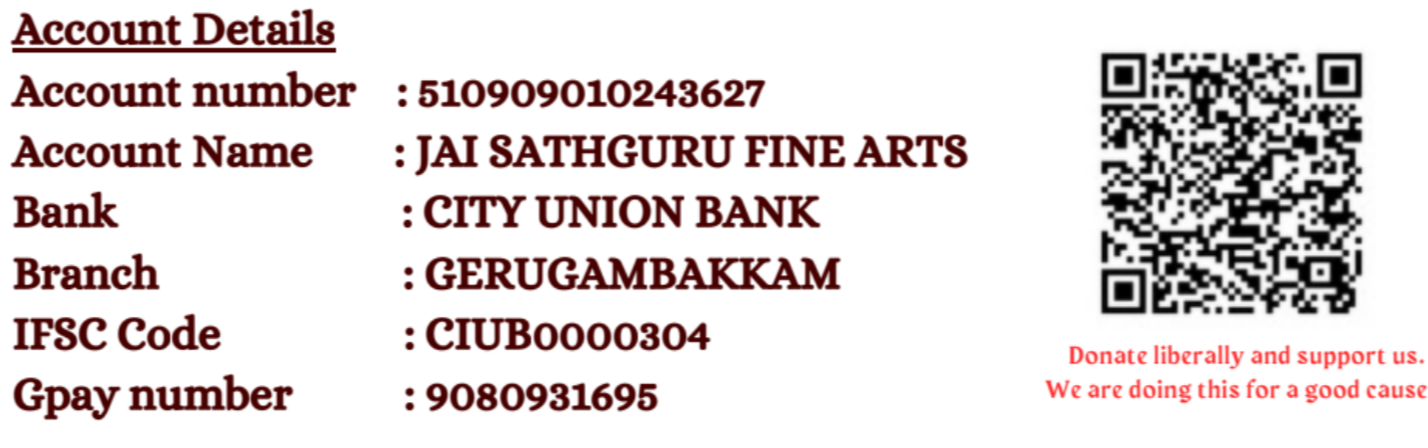 Account Details
Account number : 510909010243627
Account Name : JAI SATHGURU FINE ARTS
Bank : CITY UNION BANK
Branch : GERUGAMBAKKAM
IFSC Code : CIUB0000304
Gpay number : 9080931695
Donate liberally and support us.
We are doing this for a good cause